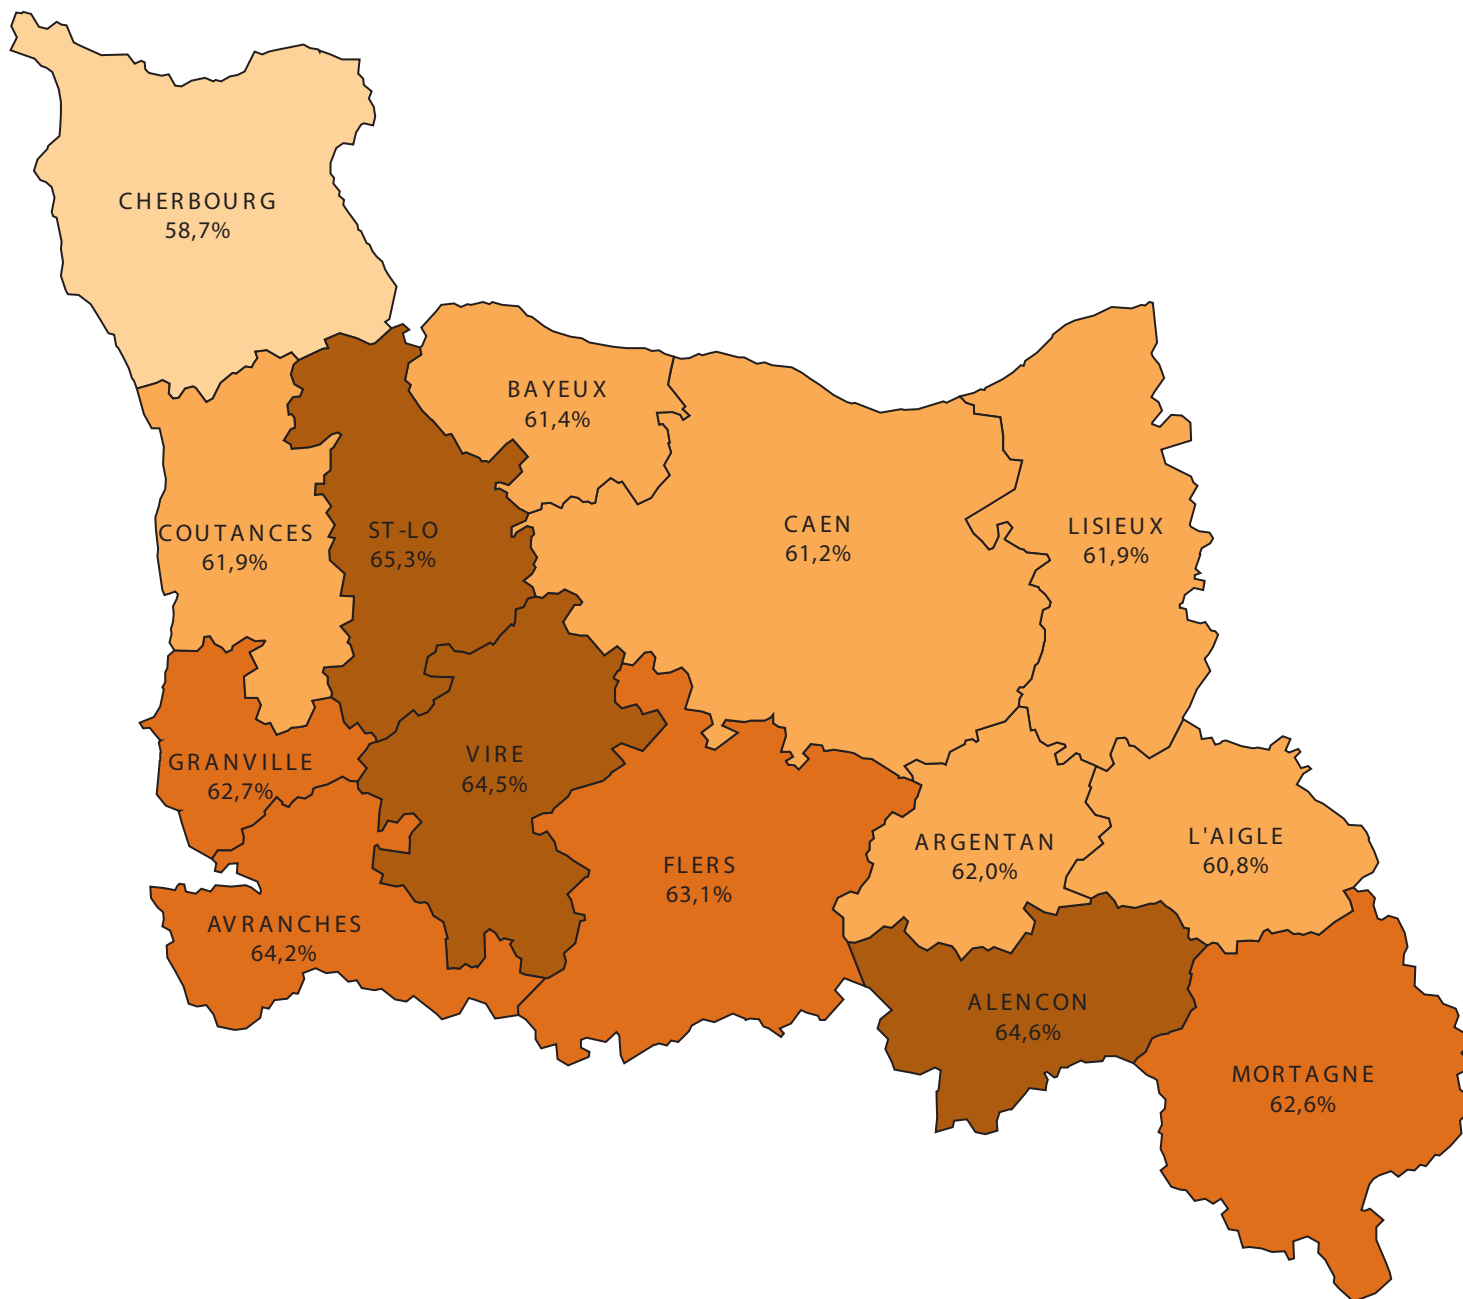 CHERBOURG
58,7%
BAYEUX
61,4%
COUTANCES
61,9%
ST-LO
65,3%
CAEN
61,2%
LISIEUX
61,9%
GRANVILLE
62,7%
VIRE
64,5%
FLERS
63,1%
ARGENTAN
62,0%
L'AIGLE
60,8%
AVRANCHES
64,2%
ALENCON
64,6%
MORTAGNE
62,6%